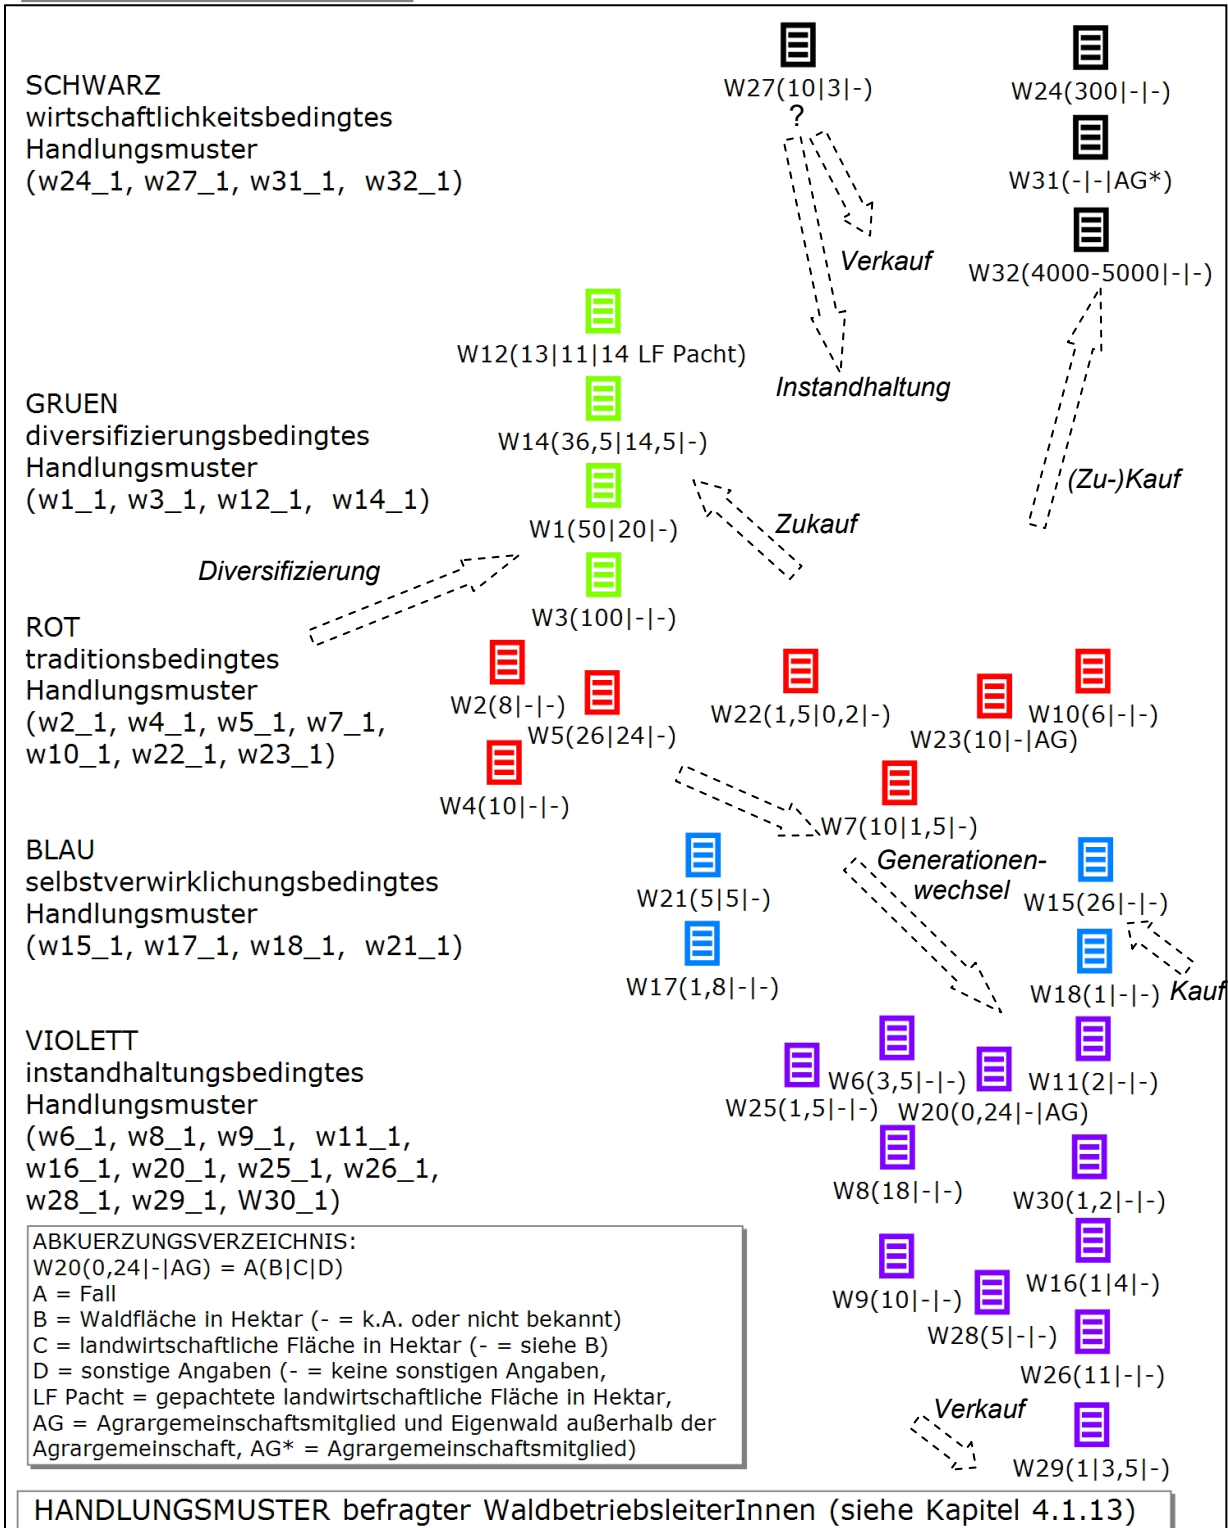 SCHWARZ
wirtschaftlichkeitsbedingtes
Handlungsmuster
(w24_1, w27_1, w31_1, w32_1)
W27(10|3|-)
?
W24(300|-|-)
W31(-|-|AG*)
W32(4000-5000|-|-)
Verkauf
Instandhaltung
(Zu-)Kauf
GRUEN
diversifizierungsbedingtes
Handlungsmuster
(w1_1, w3_1, w12_1, w14_1)
W12(13|11|14 LF Pacht)
W14(36,5|14,5|-)
W1(50|20|-)
W3(100|-|-)
Zukauf
Diversifizierung
ROT
traditionsbedingtes
Handlungsmuster
(w2_1, w4_1, w5_1, w7_1,
w10_1, w22_1, w23_1)
W2(8|-|-)
W5(26|24|-)
W4(10|-|-)
W22(1,5|0,2|-)
W10(6|-|-)
W23(10|-|AG)
W7(10|1,5|-)
Generationen-
wechsel
BLAU
selbstverwirklichungsbedingtes
Handlungsmuster
(w15_1, w17_1, w18_1, w21_1)
W21(5|5|-)
W17(1,8|-|-)
W15(26|-|-)
W18(1|-|-)
Kauf
VIOLETT
instandhaltungsbedingtes
Handlungsmuster
(w6_1, w8_1, w9_1, w11_1,
w16_1, w20_1, w25_1, w26_1,
w28_1, w29_1, W30_1)
W6(3,5|-|-)
W11(2|-|-)
W25(1,5|-|-)
W20(0,24|-|AG)
W8(18|-|-)
W30(1,2|-|-)
W16(1|4|-)
W9(10|-|-)
W28(5|-|-)
W26(11|-|-)
Verkauf
W29(1|3,5|-)
ABKUERZUNGSVERZEICHNIS:
W20(0,24|-|AG) = A(B|C|D)
A = Fall
B = Waldfläche in Hektar (- = k.A. oder nicht bekannt)
C = landwirtschaftliche Fläche in Hektar (- = siehe B)
D = sonstige Angaben (- = keine sonstigen Angaben,
LF Pacht = gepachtete landwirtschaftliche Fläche in Hektar,
AG = Agrargemeinschaftsmitglied und Eigenwald außerhalb der
Agrargemeinschaft, AG* = Agrargemeinschaftsmitglied)
HANDLUNGSMUSTER befragter WaldbetriebsleiterInnen (siehe Kapitel 4.1.13)